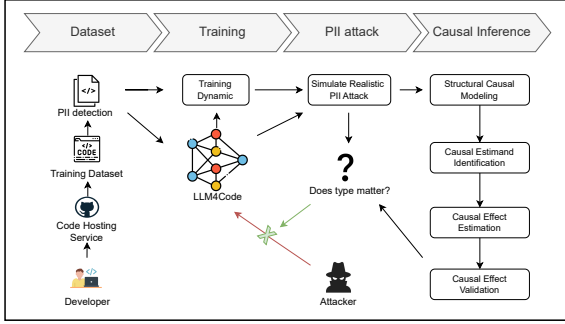 Dataset
Training
PII attack
Causal Inference
</>
PII detection
Training
Dynamic
Simulate Realistic
PII Attack
Structural Causal
Modeling
CODE
Training Dataset
LLM4Code
?
Does type matter?
Causal Estimand
Identification
Code Hosting
Service
Causal Effect
Estimation
</>
Developer
Attacker
Causal Effect
Validation